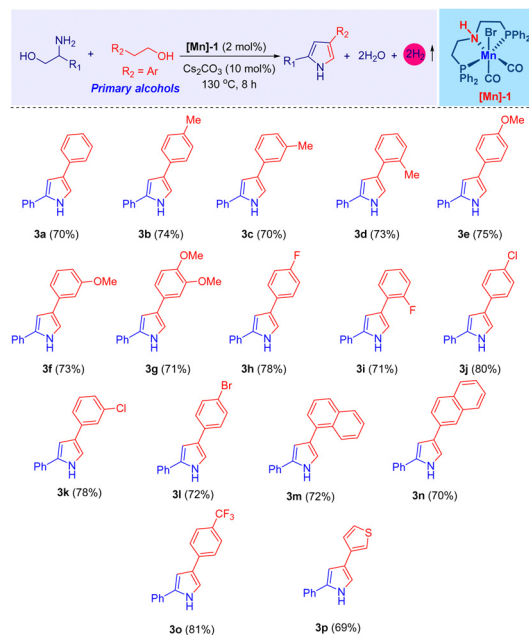 HO NH2 R1 + R2 OH R2 = Ar Primary alcohols
[Mn]-1 (2 mol%)
Cs2CO3 (10 mol%)
130 °C, 8 h
R2 R1 N H + 2H2O + 2H2
H N Br PPh2 Mn CO P Ph2 CO
[Mn]-1
Ph N H
3a (70%)
Me Ph N H
3b (74%)
Me Ph N H
3c (70%)
Me Ph N H
3d (73%)
OMe Ph N H
3e (75%)
OMe Ph N H
3f (73%)
OMe OMe Ph N H
3g (71%)
F Ph N H
3h (78%)
F Ph N H
3i (71%)
Cl Ph N H
3j (80%)
Cl Ph N H
3k (78%)
Br Ph N H
3l (72%)
Ph N H
3m (72%)
Ph N H
3n (70%)
CF3 Ph N H
3o (81%)
S Ph N H
3p (69%)